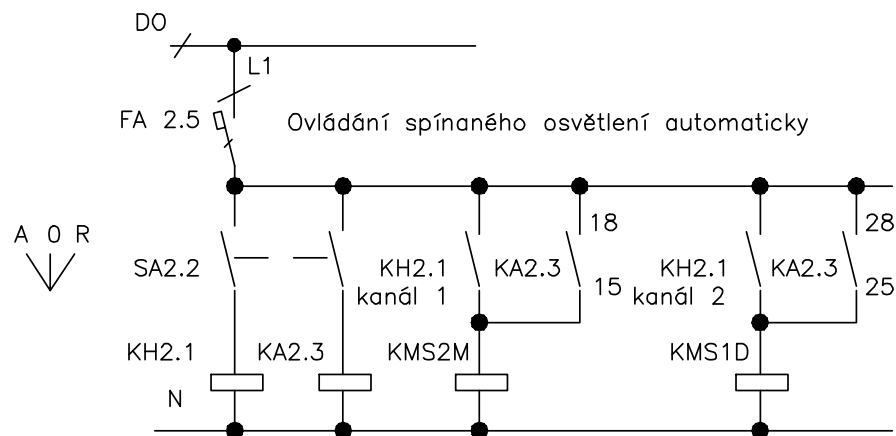 DO
L1
FA 2.5
Ovládání spínaného osvětlení automaticky
A 0 R
18
28
SA2.2
KH2.1
kanál 1
KA2.3
15
KH2.1
kanál 2
KA2.3
25
KH2.1
KA2.3
KMS2M
KMS1D
N